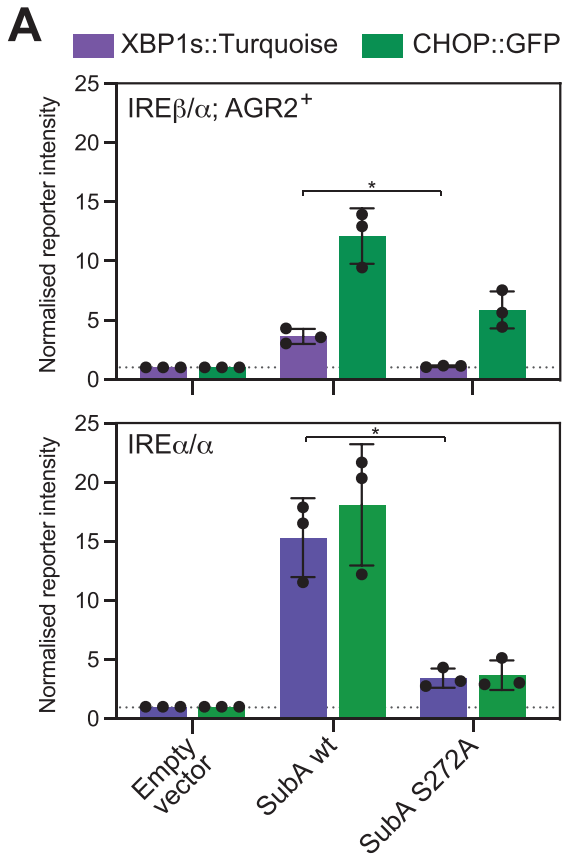 A
XBP1s::Turquoise CHOP::GFP
Normalised reporter intensity
25
20
15
10
5
0
IREβ/α; AGR2+
*
Normalised reporter intensity
25
20
15
10
5
0
IREα/α
*
Empty
vector
SubA wt
SubA S272A